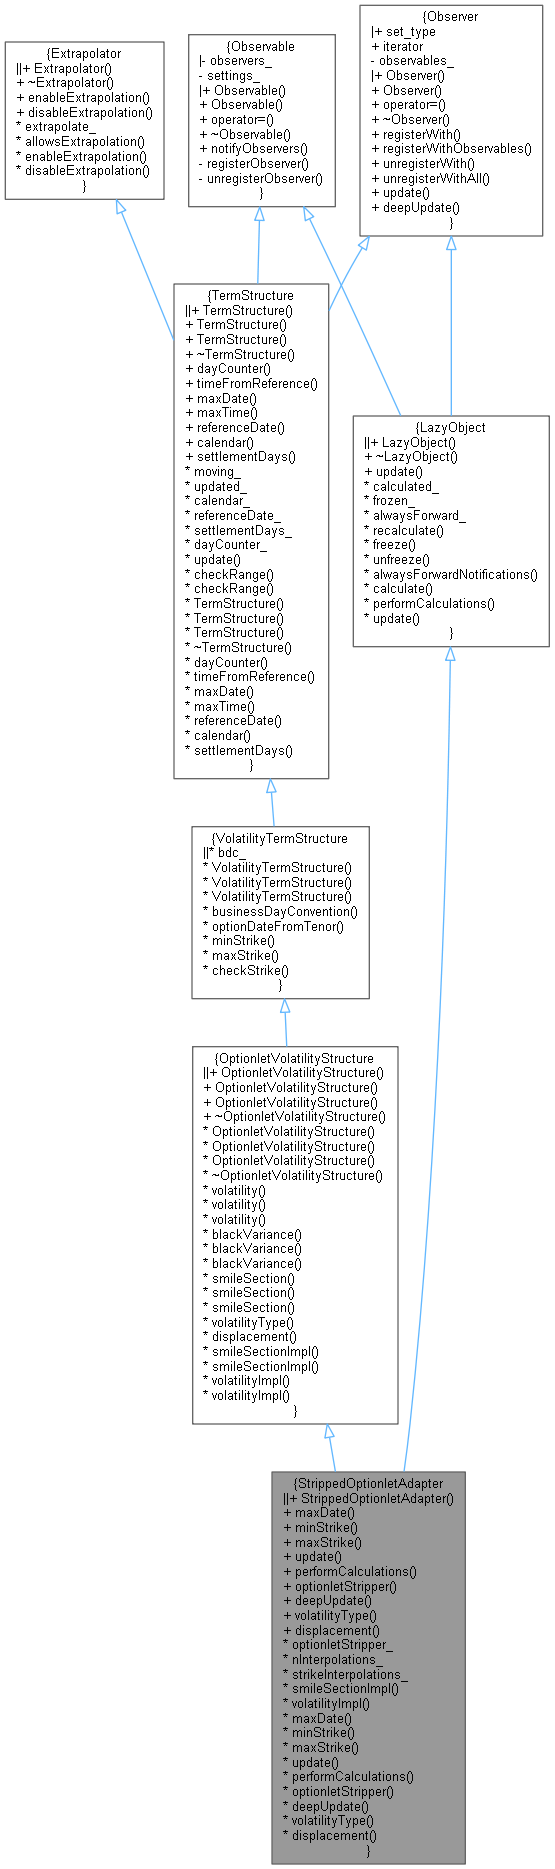 {Extrapolator
||+ Extrapolator()
+ ~Extrapolator()
+ enableExtrapolation()
+ disableExtrapolation()
* extrapolate_
* allowsExtrapolation()
* enableExtrapolation()
* disableExtrapolation()
}
{Observable
|- observers_
- settings_
|+ Observable()
+ Observable()
+ operator=()
+ ~Observable()
+ notifyObservers()
- registerObserver()
- unregisterObserver()
}
{Observer
|+ set_type
+ iterator
- observables_
|+ Observer()
+ Observer()
+ operator=()
+ ~Observer()
+ registerWith()
+ registerWithObservables()
+ unregisterWith()
+ unregisterWithAll()
+ update()
+ deepUpdate()
}
{TermStructure
||+ TermStructure()
+ TermStructure()
+ TermStructure()
+ ~TermStructure()
+ dayCounter()
+ timeFromReference()
+ maxDate()
+ maxTime()
+ referenceDate()
+ calendar()
+ settlementDays()
* moving_
* updated_
* calendar_
* referenceDate_
* settlementDays_
* dayCounter_
* update()
* checkRange()
* checkRange()
* TermStructure()
* TermStructure()
* TermStructure()
* ~TermStructure()
* dayCounter()
* timeFromReference()
* maxDate()
* maxTime()
* referenceDate()
* calendar()
* settlementDays()
}
{LazyObject
||+ LazyObject()
+ ~LazyObject()
+ update()
* calculated_
* frozen_
* alwaysForward_
* recalculate()
* freeze()
* unfreeze()
* alwaysForwardNotifications()
* calculate()
* performCalculations()
* update()
}
{VolatilityTermStructure
||* bdc_
* VolatilityTermStructure()
* VolatilityTermStructure()
* VolatilityTermStructure()
* businessDayConvention()
* optionDateFromTenor()
* minStrike()
* maxStrike()
* checkStrike()
}
{OptionletVolatilityStructure
||+ OptionletVolatilityStructure()
+ OptionletVolatilityStructure()
+ OptionletVolatilityStructure()
+ ~OptionletVolatilityStructure()
* OptionletVolatilityStructure()
* OptionletVolatilityStructure()
* OptionletVolatilityStructure()
* ~OptionletVolatilityStructure()
* volatility()
* volatility()
* volatility()
* blackVariance()
* blackVariance()
* blackVariance()
* smileSection()
* smileSection()
* smileSection()
* volatilityType()
* displacement()
* smileSectionImpl()
* smileSectionImpl()
* volatilityImpl()
* volatilityImpl()
}
{StrippedOptionletAdapter
||+ StrippedOptionletAdapter()
+ maxDate()
+ minStrike()
+ maxStrike()
+ update()
+ performCalculations()
+ optionletStripper()
+ deepUpdate()
+ volatilityType()
+ displacement()
* optionletStripper_
* nInterpolations_
* strikeInterpolations_
* smileSectionImpl()
* volatilityImpl()
* maxDate()
* minStrike()
* maxStrike()
* update()
* performCalculations()
* optionletStripper()
* deepUpdate()
* volatilityType()
* displacement()
}